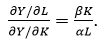 ∂Y/∂L / ∂Y/∂K = βK / αL.